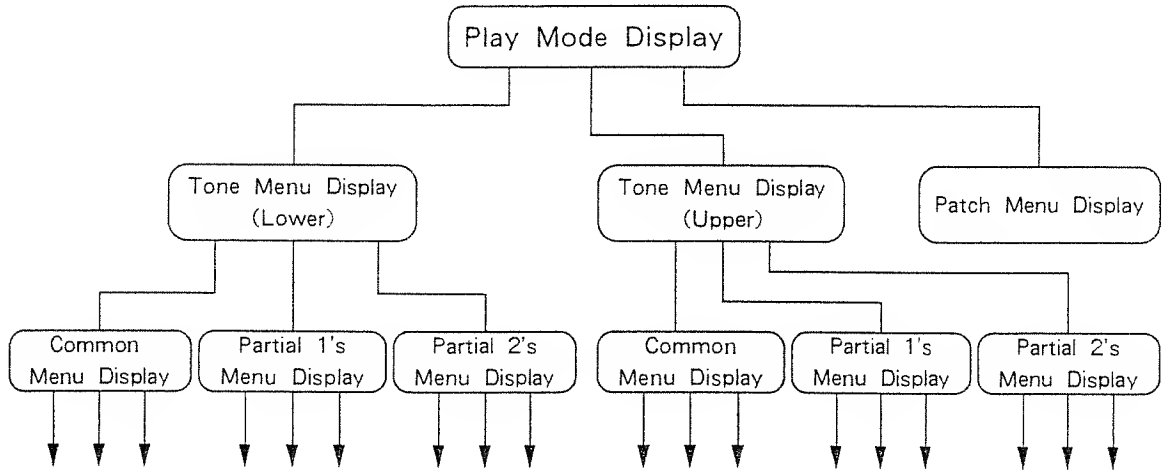 Play Mode Display
Tone Menu Display
(Lower)
Tone Menu Display
(Upper)
Patch Menu Display
Common
Menu Display
Partial 1's
Menu Display
Partial 2's
Menu Display
Common
Menu Display
Partial 1's
Menu Display
Partial 2's
Menu Display